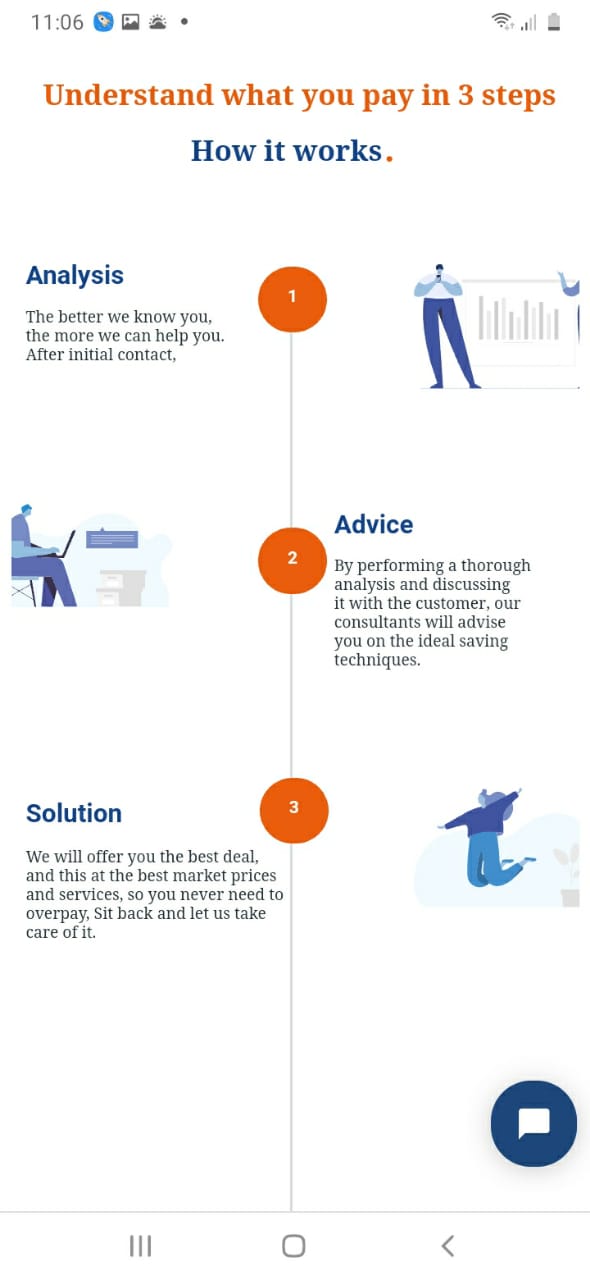 11:06
Understand what you pay in 3 steps
How it works.
Analysis
1
The better we know you,
the more we can help you.
After initial contact,
Advice
2
By performing a thorough
analysis and discussing
it with the customer, our
consultants will advise
you on the ideal saving
techniques.
Solution
3
We will offer you the best deal,
and this at the best market prices
and services, so you never need to
overpay, Sit back and let us take
care of it.